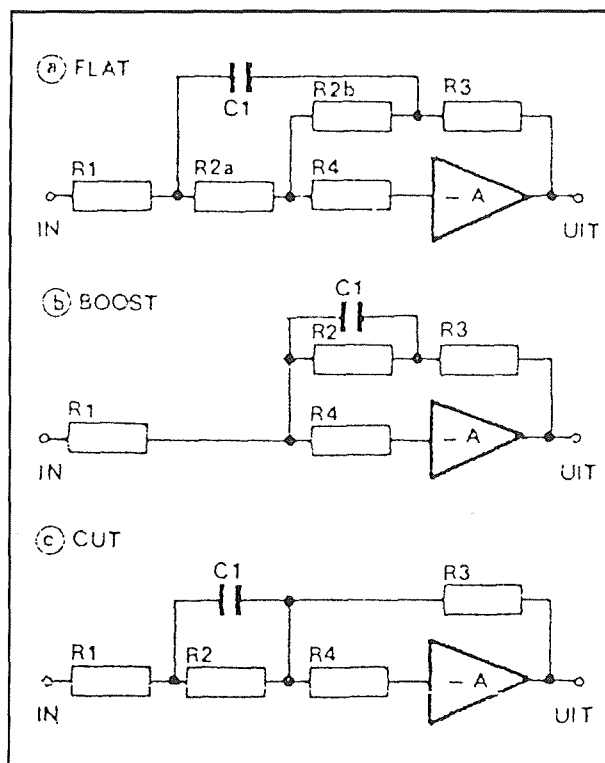 a FLAT
C1
R2b
R3
R1
R2a
R4
– A
IN
UIT
b BOOST
C1
R2
R3
R1
R4
– A
IN
UIT
c CUT
C1
R3
R1
R2
R4
– A
IN
UIT